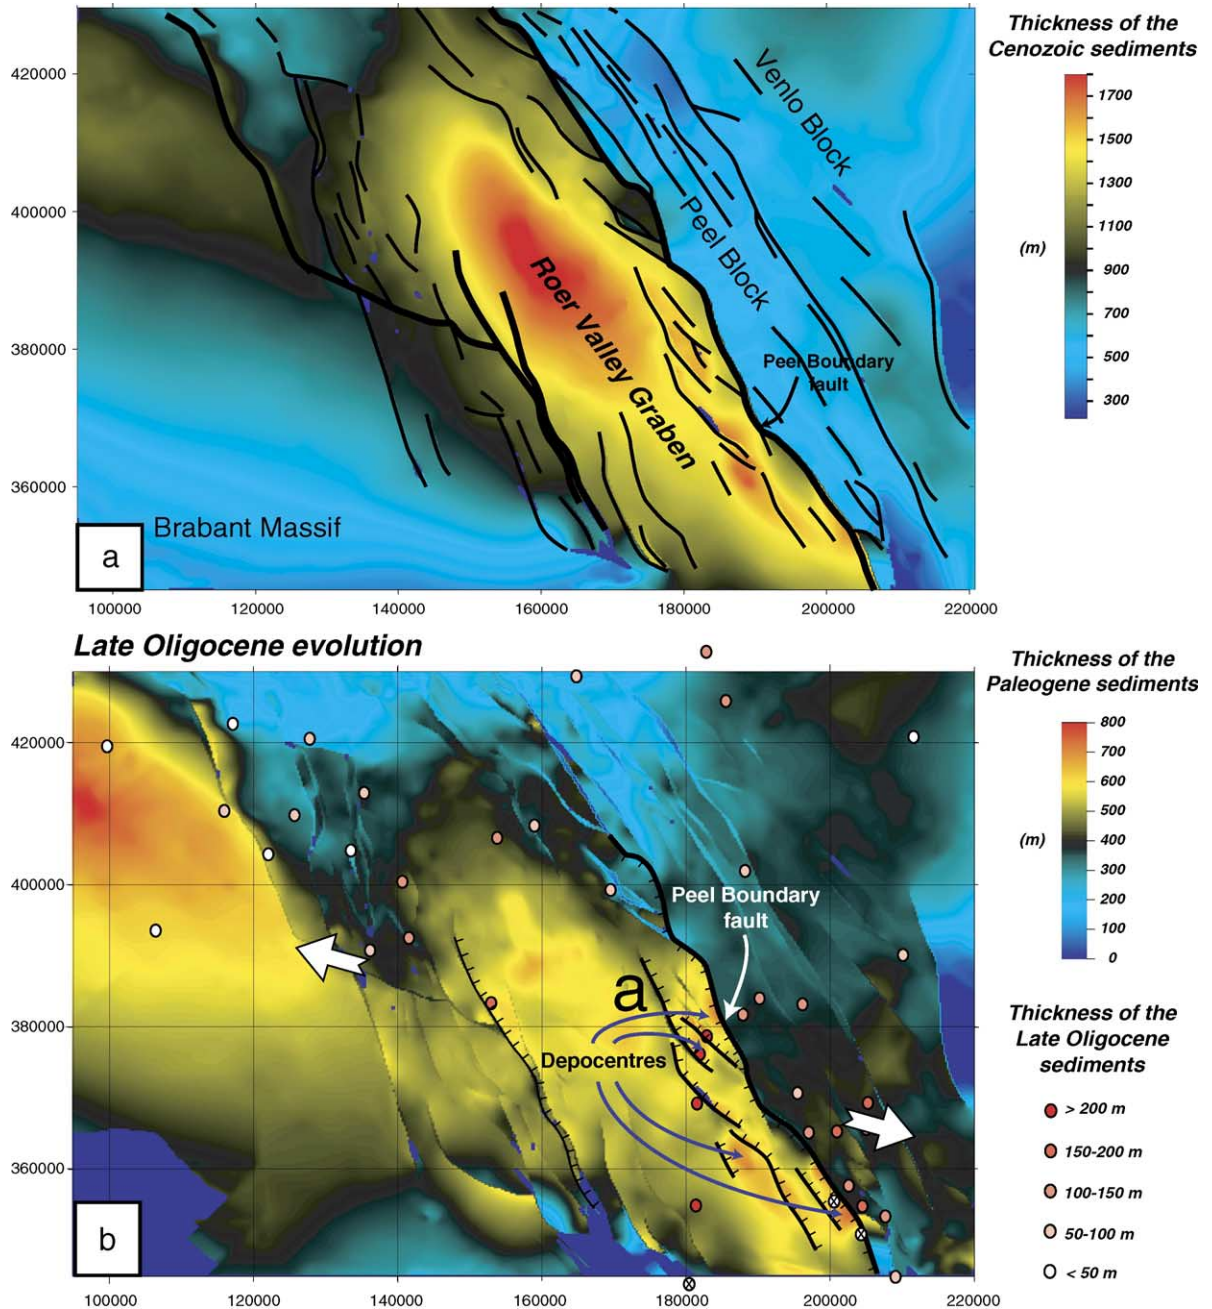 Thickness of the
Cenozoic sediments
420000
400000
380000
360000
100000
120000
140000
160000
180000
200000
220000
Venlo Block
Peel Block
Roer Valley Graben
Peel Boundary
fault
Brabant Massif
a
1700
1500
1300
1100
(m)
900
700
500
300
Late Oligocene evolution
Thickness of the
Paleogene sediments
420000
400000
380000
360000
100000
120000
140000
160000
180000
200000
220000
Peel Boundary
fault
a
Depocentres
b
800
700
600
500
(m)
400
300
200
100
0
Thickness of the
Late Oligocene
sediments
> 200 m
150-200 m
100-150 m
50-100 m
< 50 m